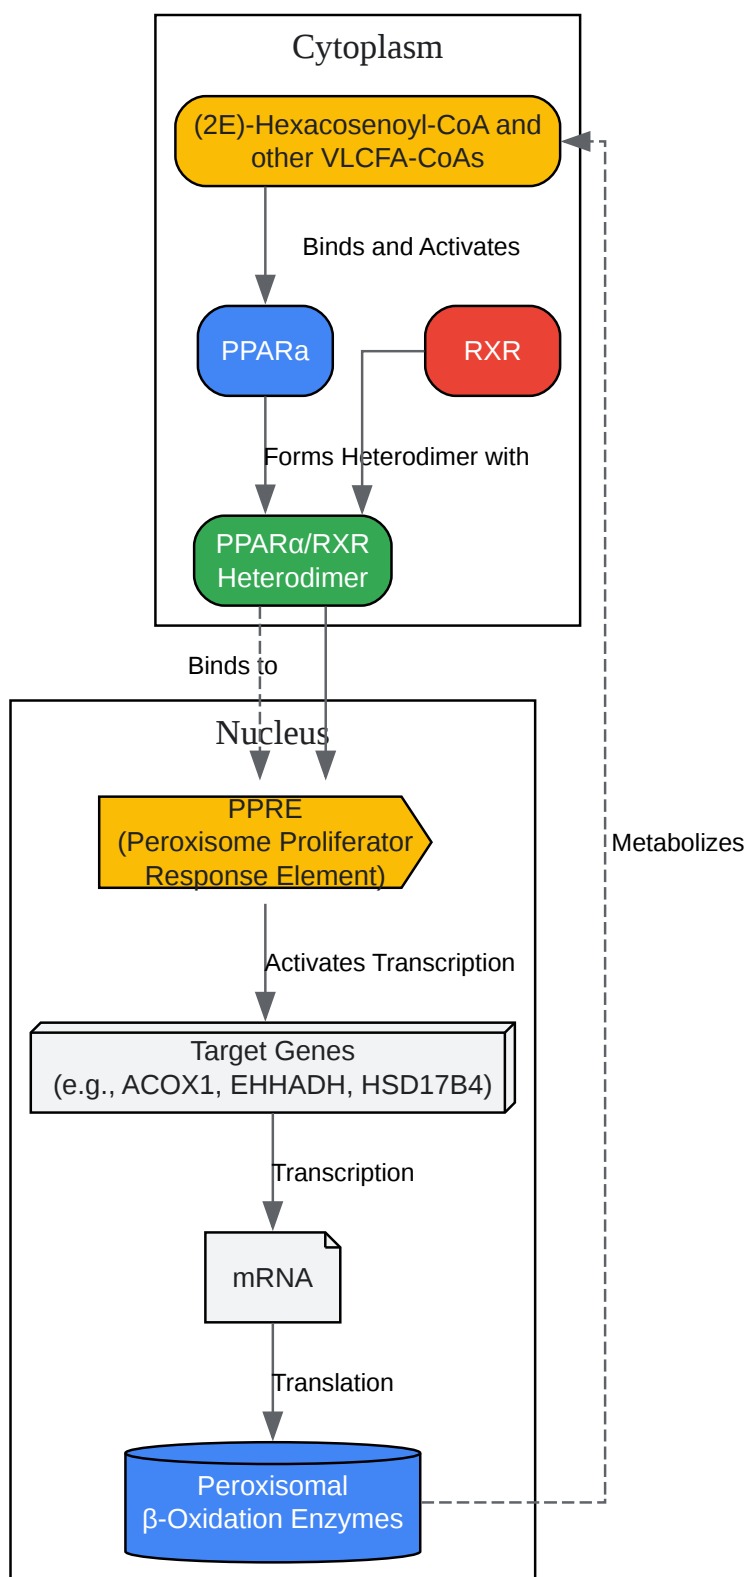 Cytoplasm
(2E)-Hexacosenoyl-CoA and
other VLCFA-CoAs
Binds and Activates
PPARa
RXR
Forms Heterodimer with
PPARα/RXR
Heterodimer
Binds to
Nucleus
PPRE
(Peroxisome Proliferator
Response Element)
Metabolizes
Activates Transcription
Target Genes
(e.g., ACOX1, EHHADH, HSD17B4)
Transcription
mRNA
Translation
Peroxisomal
β-Oxidation Enzymes